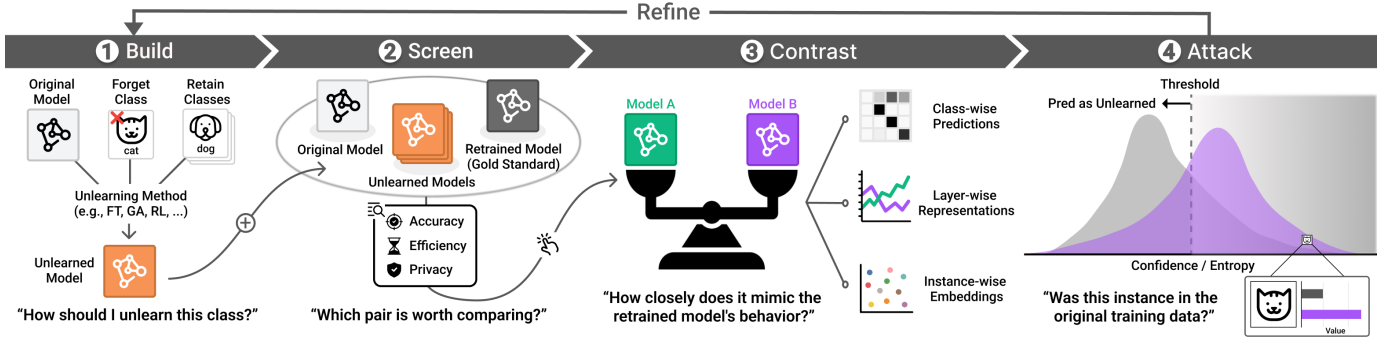 Refine
1 Build
2 Screen
3 Contrast
4 Attack
Original
Model
Forget
Class
Retain
Classes
cat
dog
Unlearning Method
(e.g., FT, GA, RL, ...)
Unlearned
Model
"How should I unlearn this class?"
Original Model
Retrained Model
(Gold Standard)
Unlearned Models
Accuracy
Efficiency
Privacy
"Which pair is worth comparing?"
Model A
Model B
"How closely does it mimic the
retrained model's behavior?"
Class-wise
Predictions
Layer-wise
Representations
Instance-wise
Embeddings
Threshold
Pred as Unlearned
Confidence / Entropy
"Was this instance in the
original training data?"
Value